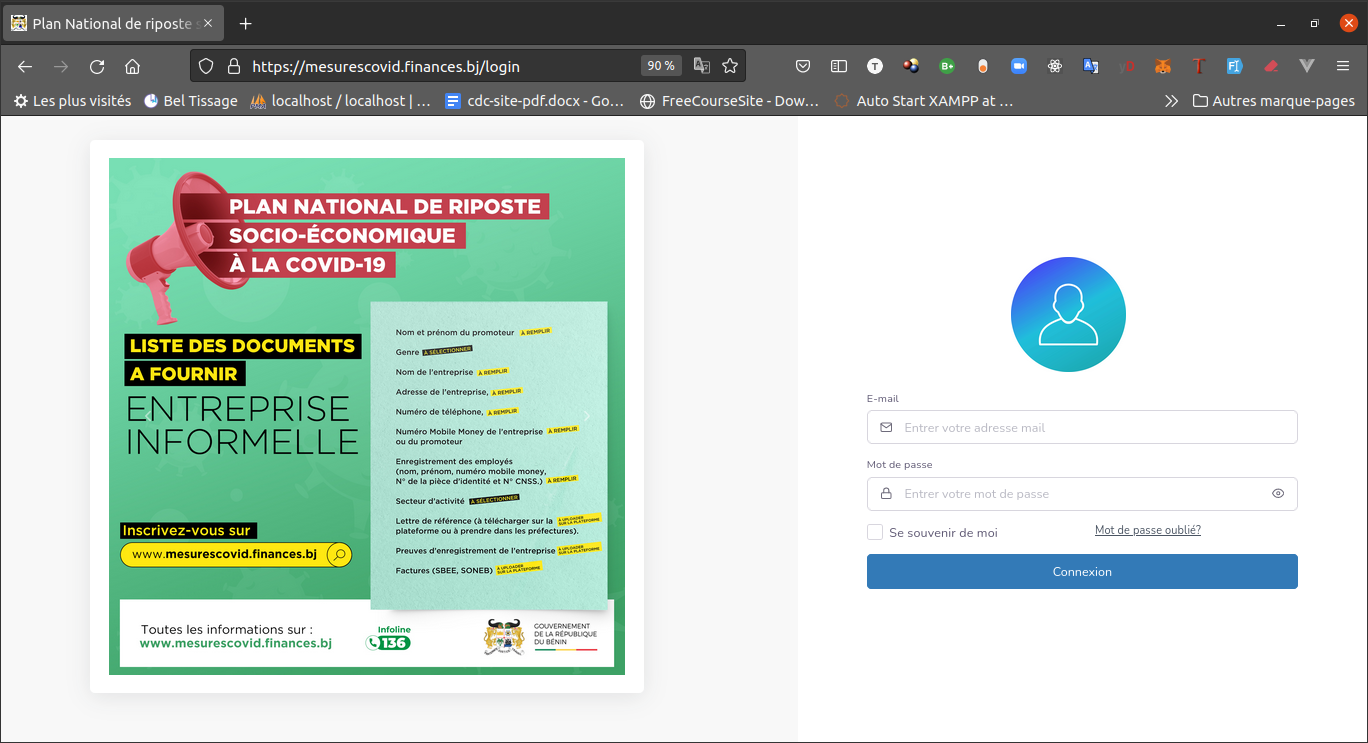 Plan National de riposte s
https://mesurescovid.finances.bj/login
90 %
Les plus visités
Bel Tissage
localhost / localhost | …
cdc-site-pdf.docx - Go…
FreeCourseSite - Dow…
Auto Start XAMPP at …
Autres marque-pages
PLAN NATIONAL DE RIPOSTE
SOCIO-ÉCONOMIQUE
À LA COVID-19
LISTE DES DOCUMENTS
A FOURNIR
ENTREPRISE
INFORMELLE
Nom et prénom du promoteur À REMPLIR
Genre À SÉLECTIONNER
Nom de l'entreprise À REMPLIR
Adresse de l'entreprise, À REMPLIR
Numéro de téléphone, À REMPLIR
Numéro Mobile Money de l'entreprise À REMPLIR
ou du promoteur
Enregistrement des employés
(nom, prénom, numéro mobile money,
N° de la pièce d'identité et N° CNSS.) À REMPLIR
Secteur d'activité À SÉLECTIONNER
Lettre de référence (à télécharger sur la À UPLOADER SUR LA PLATEFORME
plateforme ou à prendre dans les préfectures).
Preuves d'enregistrement de l'entreprise À UPLOADER SUR LA PLATEFORME
Factures (SBEE, SONEB) À UPLOADER SUR LA PLATEFORME
Inscrivez-vous sur
www.mesurescovid.finances.bj
Toutes les informations sur :
www.mesurescovid.finances.bj
Infoline
136
GOUVERNEMENT
DE LA RÉPUBLIQUE
DU BÉNIN
E-mail
Entrer votre adresse mail
Mot de passe
Entrer votre mot de passe
Se souvenir de moi
Mot de passe oublié?
Connexion